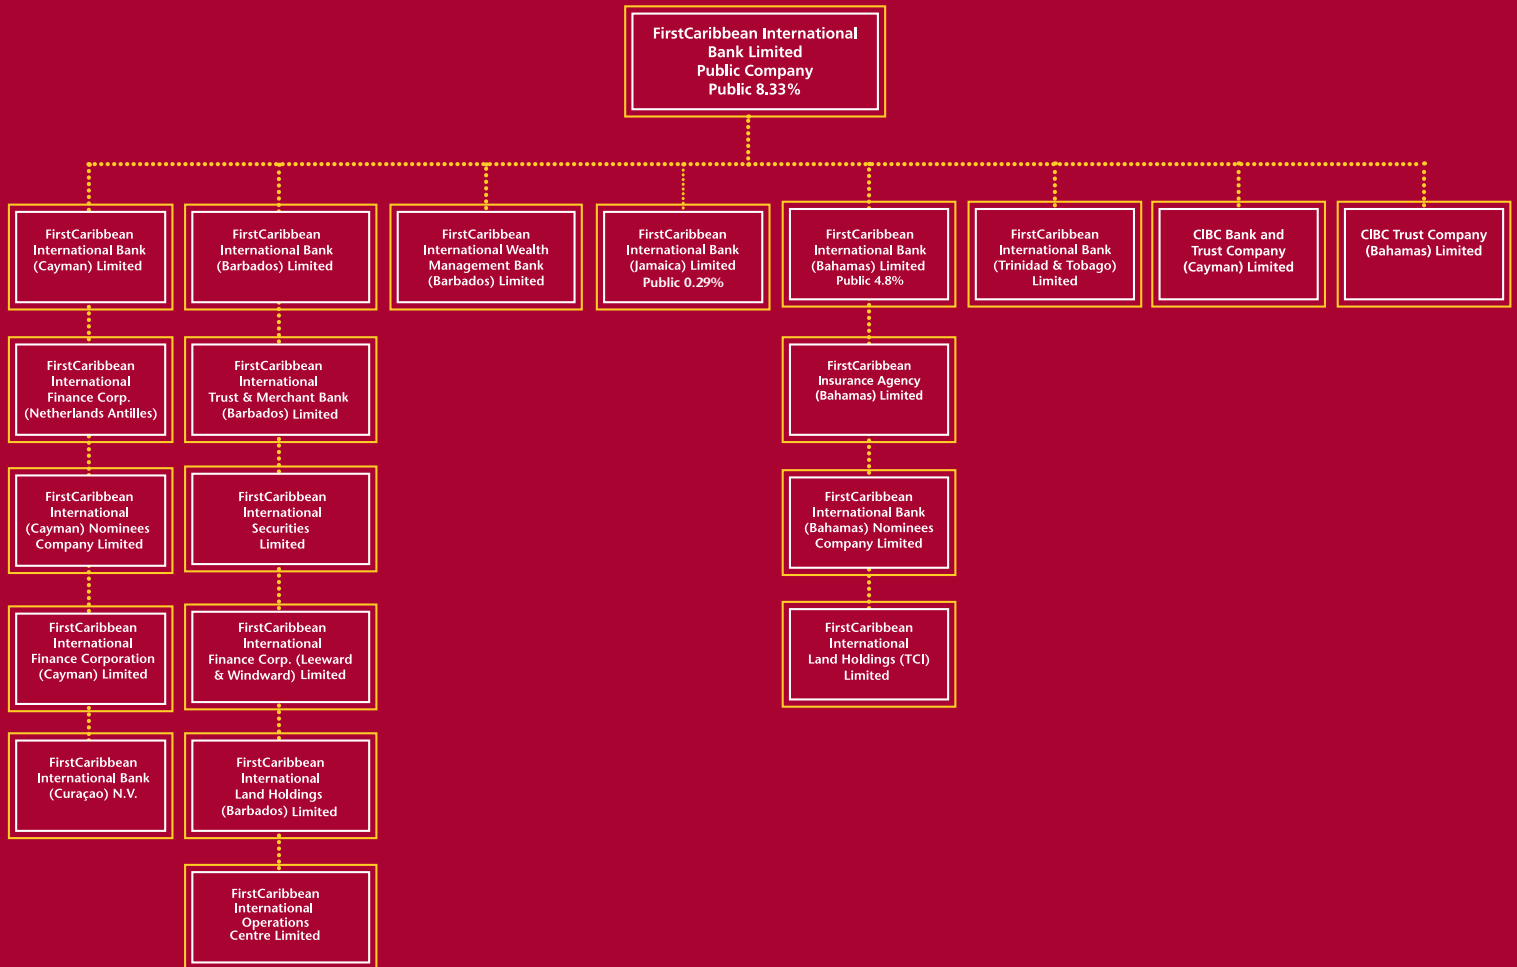 FirstCaribbean International
Bank Limited
Public Company
Public 8.33%
FirstCaribbean
International Bank
(Cayman) Limited
FirstCaribbean
International Bank
(Barbados) Limited
FirstCaribbean
International Wealth
Management Bank
(Barbados) Limited
FirstCaribbean
International Bank
(Jamaica) Limited
Public 0.29%
FirstCaribbean
International Bank
(Bahamas) Limited
Public 4.8%
FirstCaribbean
International Bank
(Trinidad & Tobago)
Limited
CIBC Bank and
Trust Company
(Cayman) Limited
CIBC Trust Company
(Bahamas) Limited
FirstCaribbean
International
Finance Corp.
(Netherlands Antilles)
FirstCaribbean
International
Trust & Merchant Bank
(Barbados) Limited
FirstCaribbean
Insurance Agency
(Bahamas) Limited
FirstCaribbean
International
(Cayman) Nominees
Company Limited
FirstCaribbean
International
Securities
Limited
FirstCaribbean
International Bank
(Bahamas) Nominees
Company Limited
FirstCaribbean
International
Finance Corporation
(Cayman) Limited
FirstCaribbean
International
Finance Corp. (Leeward
& Windward) Limited
FirstCaribbean
International
Land Holdings (TCI)
Limited
FirstCaribbean
International Bank
(Curaçao) N.V.
FirstCaribbean
International
Land Holdings
(Barbados) Limited
FirstCaribbean
International
Operations
Centre Limited